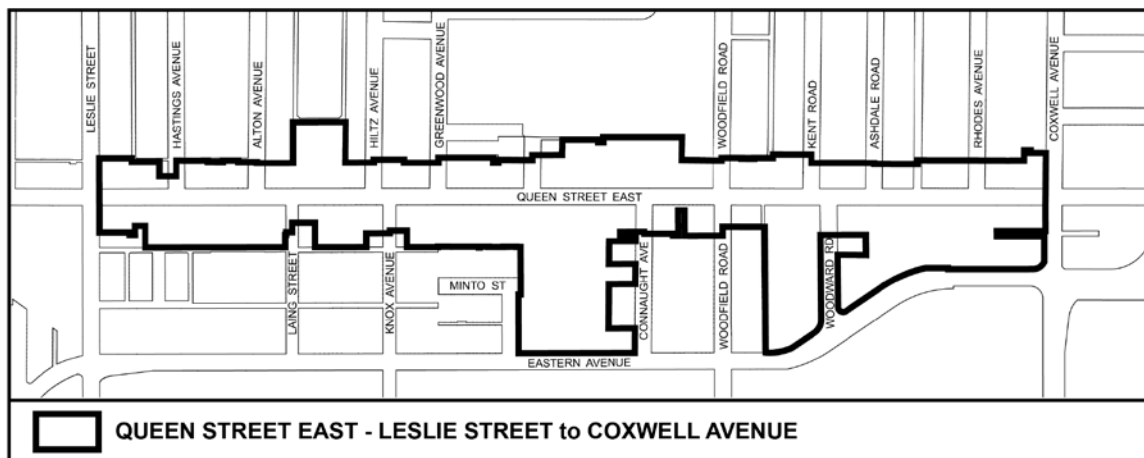 LESLIE STREET
HASTINGS AVENUE
ALTON AVENUE
HILTZ AVENUE
GREENWOOD AVENUE
WOODFIELD ROAD
KENT ROAD
ASHDALE ROAD
RHODES AVENUE
COXWELL AVENUE
QUEEN STREET EAST
LAING STREET
KNOX AVENUE
MINTO ST
CONNAUGHT AVE
WOODFIELD ROAD
WOODWARD RD
EASTERN AVENUE
QUEEN STREET EAST - LESLIE STREET to COXWELL AVENUE